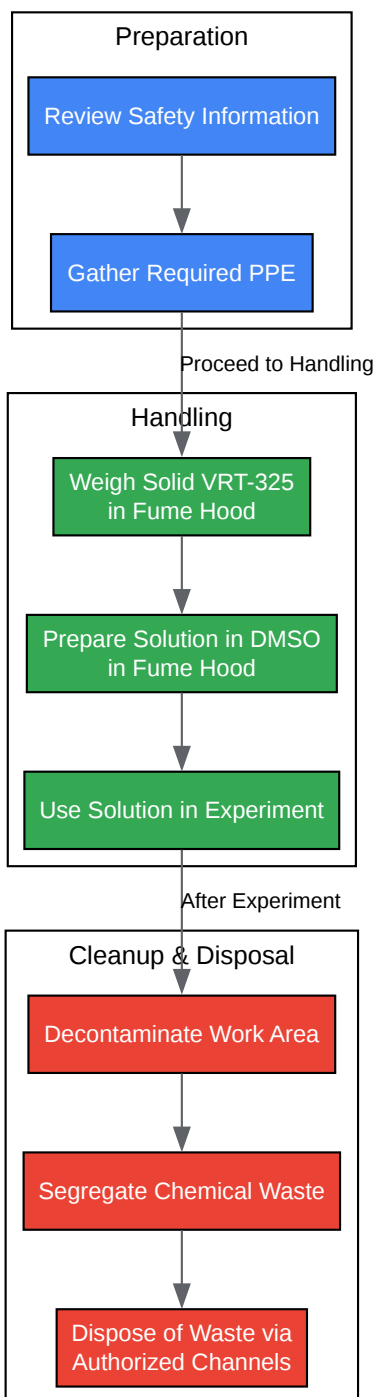 Preparation
Review Safety Information
Gather Required PPE
Proceed to Handling
Handling
Weigh Solid VRT-325
in Fume Hood
Prepare Solution in DMSO
in Fume Hood
Use Solution in Experiment
After Experiment
Cleanup & Disposal
Decontaminate Work Area
Segregate Chemical Waste
Dispose of Waste via
Authorized Channels